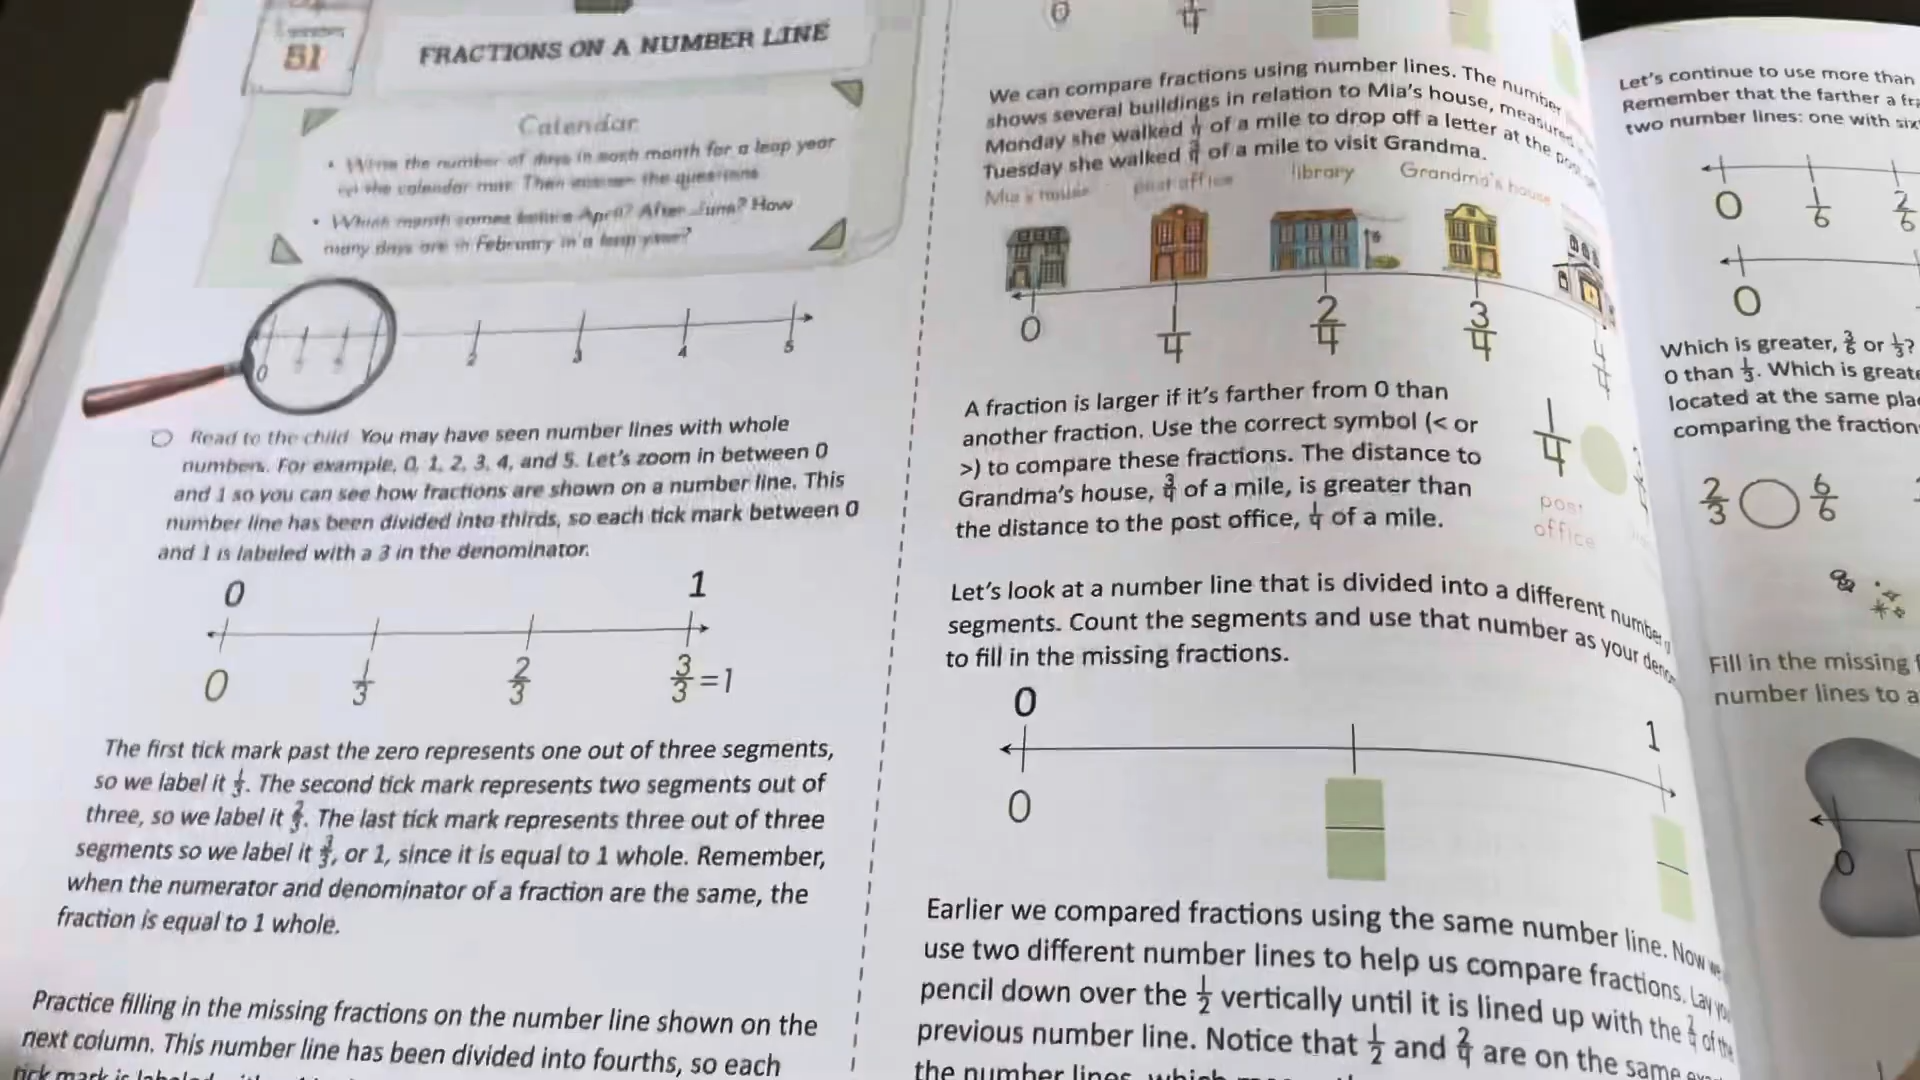 51
FRACTIONS ON A NUMBER LINE
Calendar
• Write the number of days in each month for a leap year
on the calendar mat. Then answer the questions
• Which month comes before April? After June? How
many days are in February in a leap year?
0 2 3 4 5
Read to the child: You may have seen number lines with whole
numbers. For example, 0, 1, 2, 3, 4, and 5. Let's zoom in between 0
and 1 so you can see how fractions are shown on a number line. This
number line has been divided into thirds, so each tick mark between 0
and 1 is labeled with a 3 in the denominator.
0 1
0 1/3 2/3 3/3=1
The first tick mark past the zero represents one out of three segments,
so we label it 1/3. The second tick mark represents two segments out of
three, so we label it 2/3. The last tick mark represents three out of three
segments so we label it 3/3, or 1, since it is equal to 1 whole. Remember,
when the numerator and denominator of a fraction are the same, the
fraction is equal to 1 whole.
Practice filling in the missing fractions on the number line shown on the
next column. This number line has been divided into fourths, so each
tick mark is labeled
0 4
We can compare fractions using number lines. The number
shows several buildings in relation to Mia's house, measured
Monday she walked 1/4 of a mile to drop off a letter at the
Tuesday she walked 3/4 of a mile to visit Grandma.
Mia's house post office library Grandma's house
0 1/4 2/4 3/4 4/4
A fraction is larger if it's farther from 0 than
another fraction. Use the correct symbol (< or
>) to compare these fractions. The distance to
Grandma's house, 3/4 of a mile, is greater than
the distance to the post office, 1/4 of a mile.
1/4
post
office
Let's look at a number line that is divided into a different number
segments. Count the segments and use that number as your
to fill in the missing fractions.
0 1
0
Earlier we compared fractions using the same number line. Now
use two different number lines to help us compare fractions. Lay
pencil down over the 1/2 vertically until it is lined up with the 2/4 of the
previous number line. Notice that 1/2 and 2/4 are on the same
the number lines, which
Let's continue to use more than
Remember that the farther a
two number lines: one with six
0 1/6 2/6
0
Which is greater, 3/6 or 1/3?
0 than 1/3. Which is
located at the same
comparing the
2/3 6/6
Fill in the missing
number lines to
0